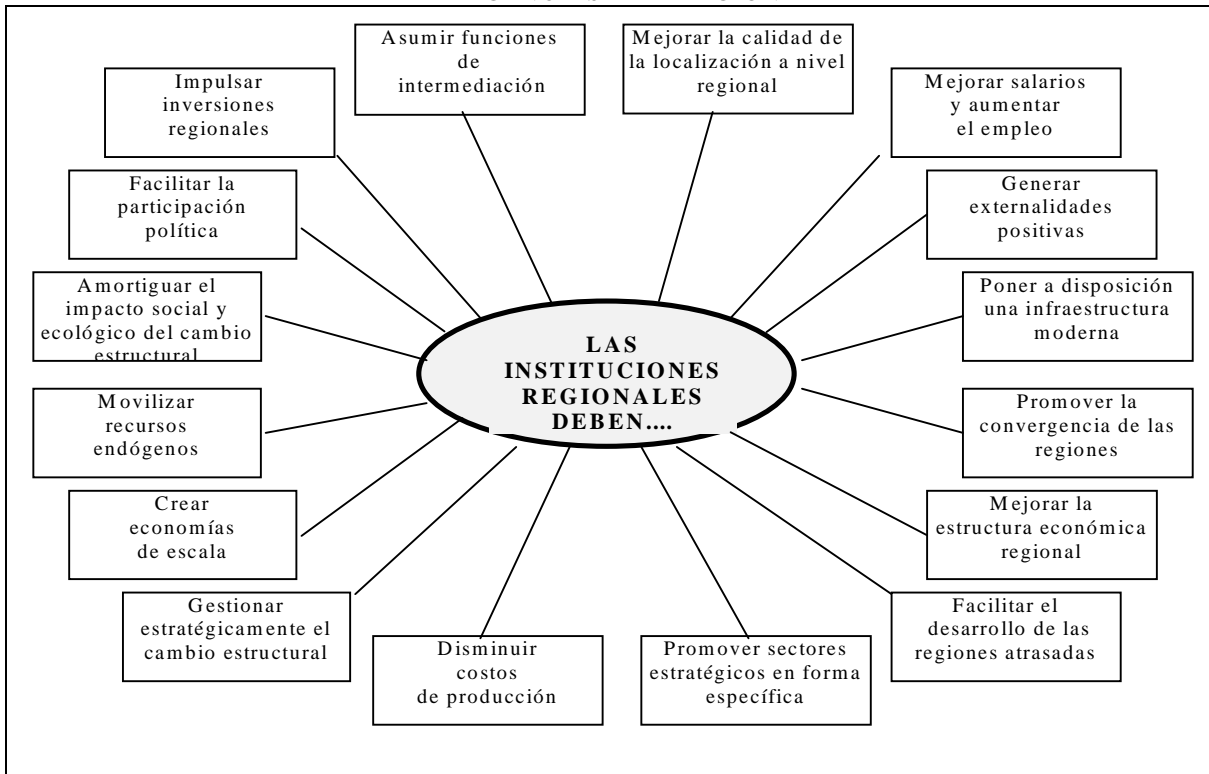 Asumir funciones
de
intermediación
Mejorar la calidad de
la localización a nivel
regional
Impulsar
inversiones
regionales
Mejorar salarios
y aumentar
el empleo
Facilitar la
participación
política
Generar
externalidades
positivas
Amortiguar el
impacto social y
ecológico del cambio
estructural
Poner a disposición
una infraestructura
moderna
LAS
INSTITUCIONES
REGIONALES
DEBEN....
Movilizar
recursos
endógenos
Promover la
convergencia de las
regiones
Crear
economías
de escala
Mejorar la
estructura económica
regional
Gestionar
estratégicamente el
cambio estructural
Disminuir
costos
de producción
Promover sectores
estratégicos en forma
específica
Facilitar el
desarrollo de las
regiones atrasadas